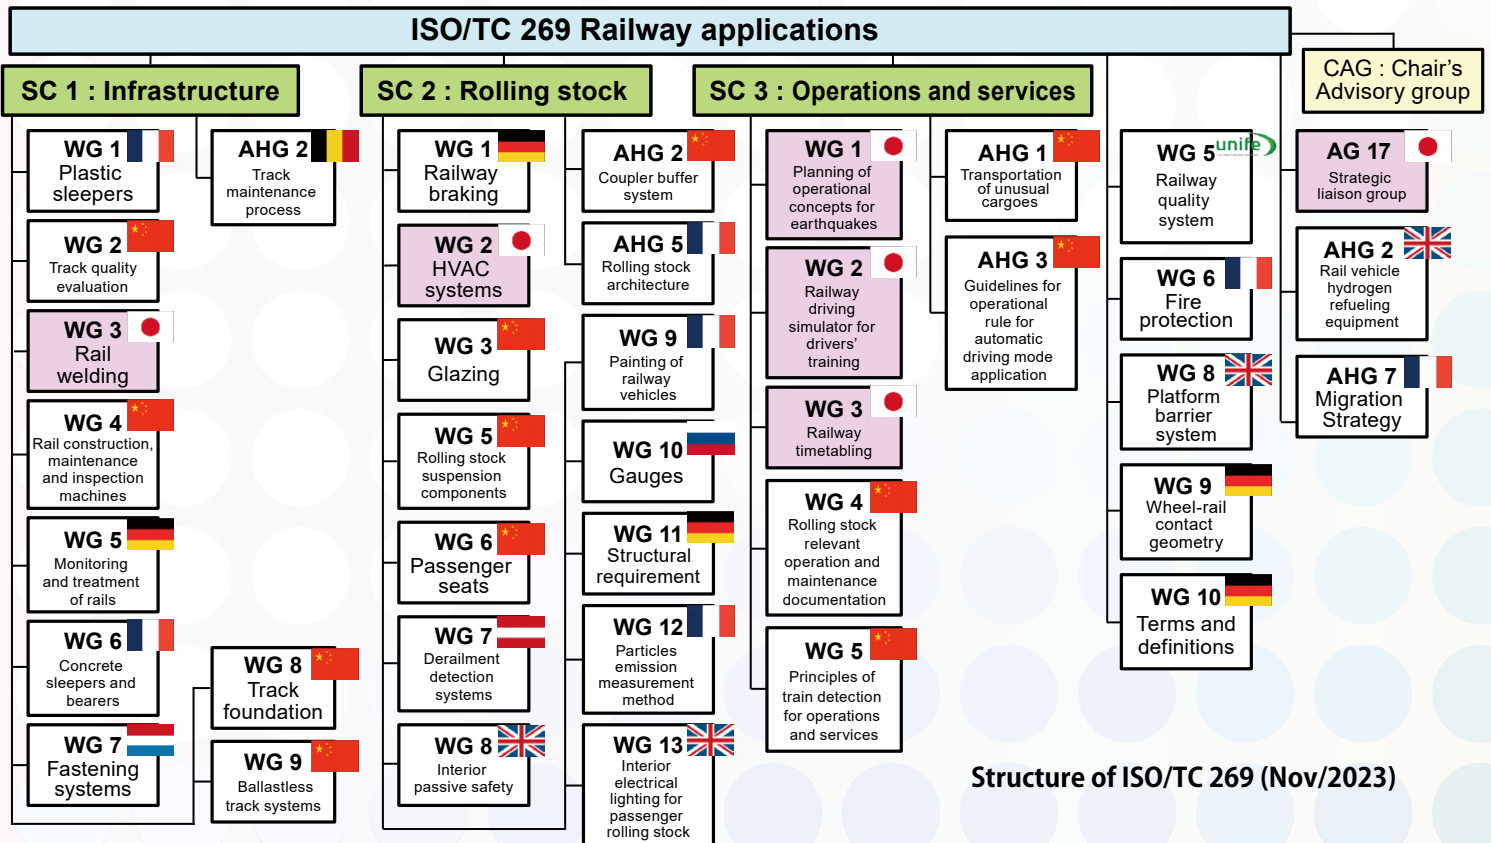 ISO/TC 269 Railway applications
CAG : Chair's
Advisory group
SC 1 : Infrastructure
WG 1
Plastic
sleepers
WG 2
Track quality
evaluation
WG 3
Rail
welding
WG 4
Rail construction,
maintenance
and inspection
machines
WG 5
Monitoring
and treatment
of rails
WG 6
Concrete
sleepers and
bearers
WG 7
Fastening
systems
AHG 2
Track
maintenance
process
WG 8
Track
foundation
WG 9
Ballastless
track systems
SC 2 : Rolling stock
WG 1
Railway
braking
WG 2
HVAC
systems
WG 3
Glazing
WG 5
Rolling stock
suspension
components
WG 6
Passenger
seats
WG 7
Derailment
detection
systems
WG 8
Interior
passive safety
AHG 2
Coupler buffer
system
AHG 5
Rolling stock
architecture
WG 9
Painting of
railway
vehicles
WG 10
Gauges
WG 11
Structural
requirement
WG 12
Particles
emission
measurement
method
WG 13
Interior
electrical
lighting for
passenger
rolling stock
SC 3 : Operations and services
WG 1
Planning of
operational
concepts for
earthquakes
WG 2
Railway
driving
simulator for
drivers'
training
WG 3
Railway
timetabling
WG 4
Rolling stock
relevant
operation and
maintenance
documentation
WG 5
Principles of
train detection
for operations
and services
AHG 1
Transportation
of unusual
cargoes
AHG 3
Guidelines for
operational
rule for
automatic
driving mode
application
WG 5
unife
Railway
quality
system
WG 6
Fire
protection
WG 8
Platform
barrier
system
WG 9
Wheel-rail
contact
geometry
WG 10
Terms and
definitions
AG 17
Strategic
liaison group
AHG 2
Rail vehicle
hydrogen
refueling
equipment
AHG 7
Migration
Strategy
Structure of ISO/TC 269 (Nov/2023)